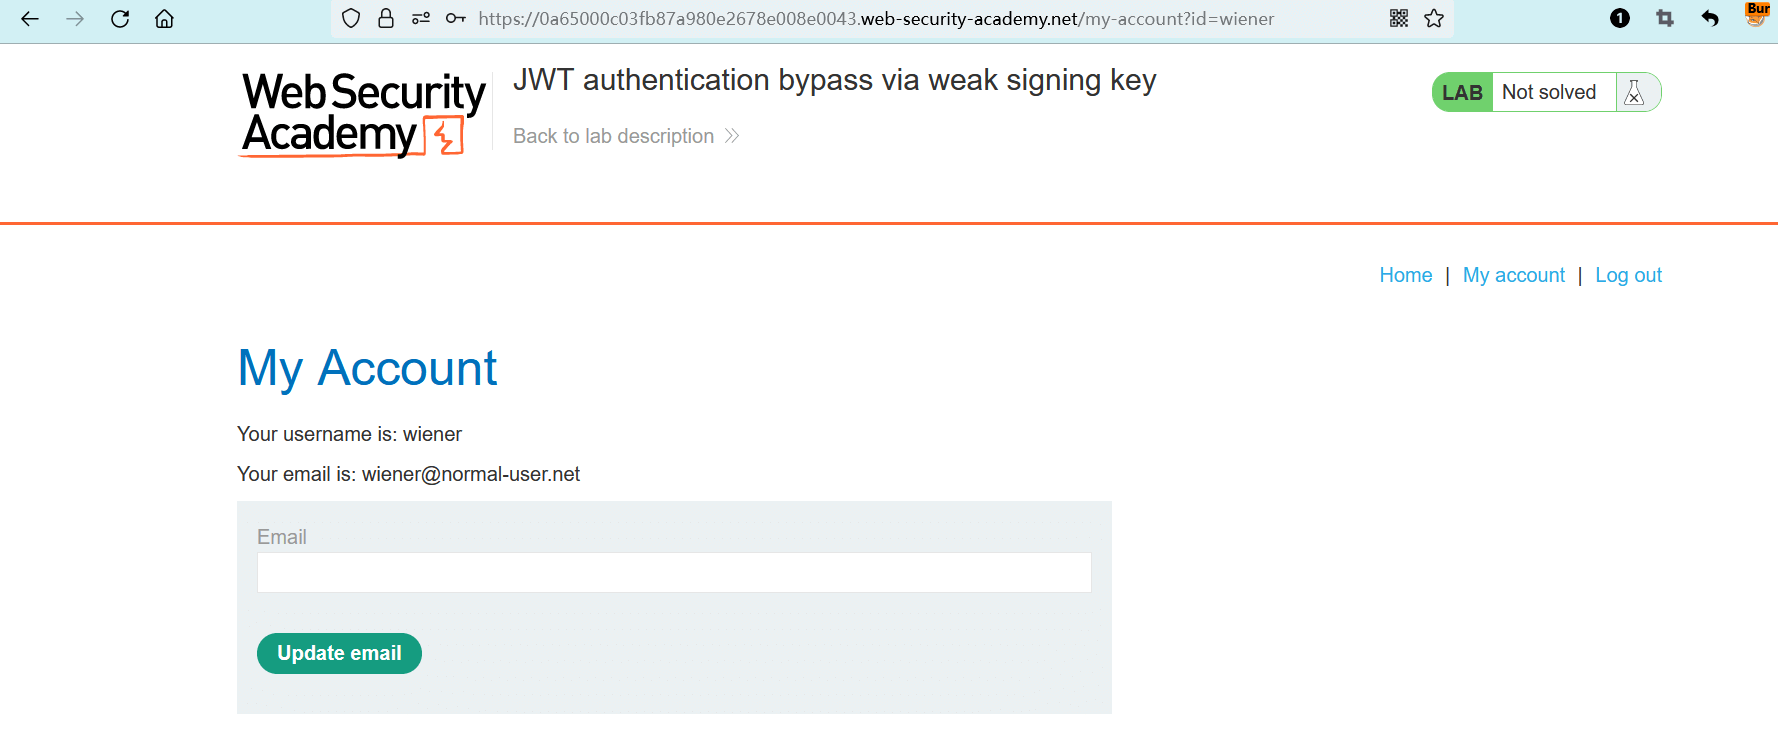 https://0a65000c03fb87a980e2678e008e0043.web-security-academy.net/my-account?id=wiener
1
Bur
Web Security
Academy
JWT authentication bypass via weak signing key
Back to lab description
LAB Not solved
Home | My account | Log out
My Account
Your username is: wiener
Your email is: wiener@normal-user.net
Email
Update email